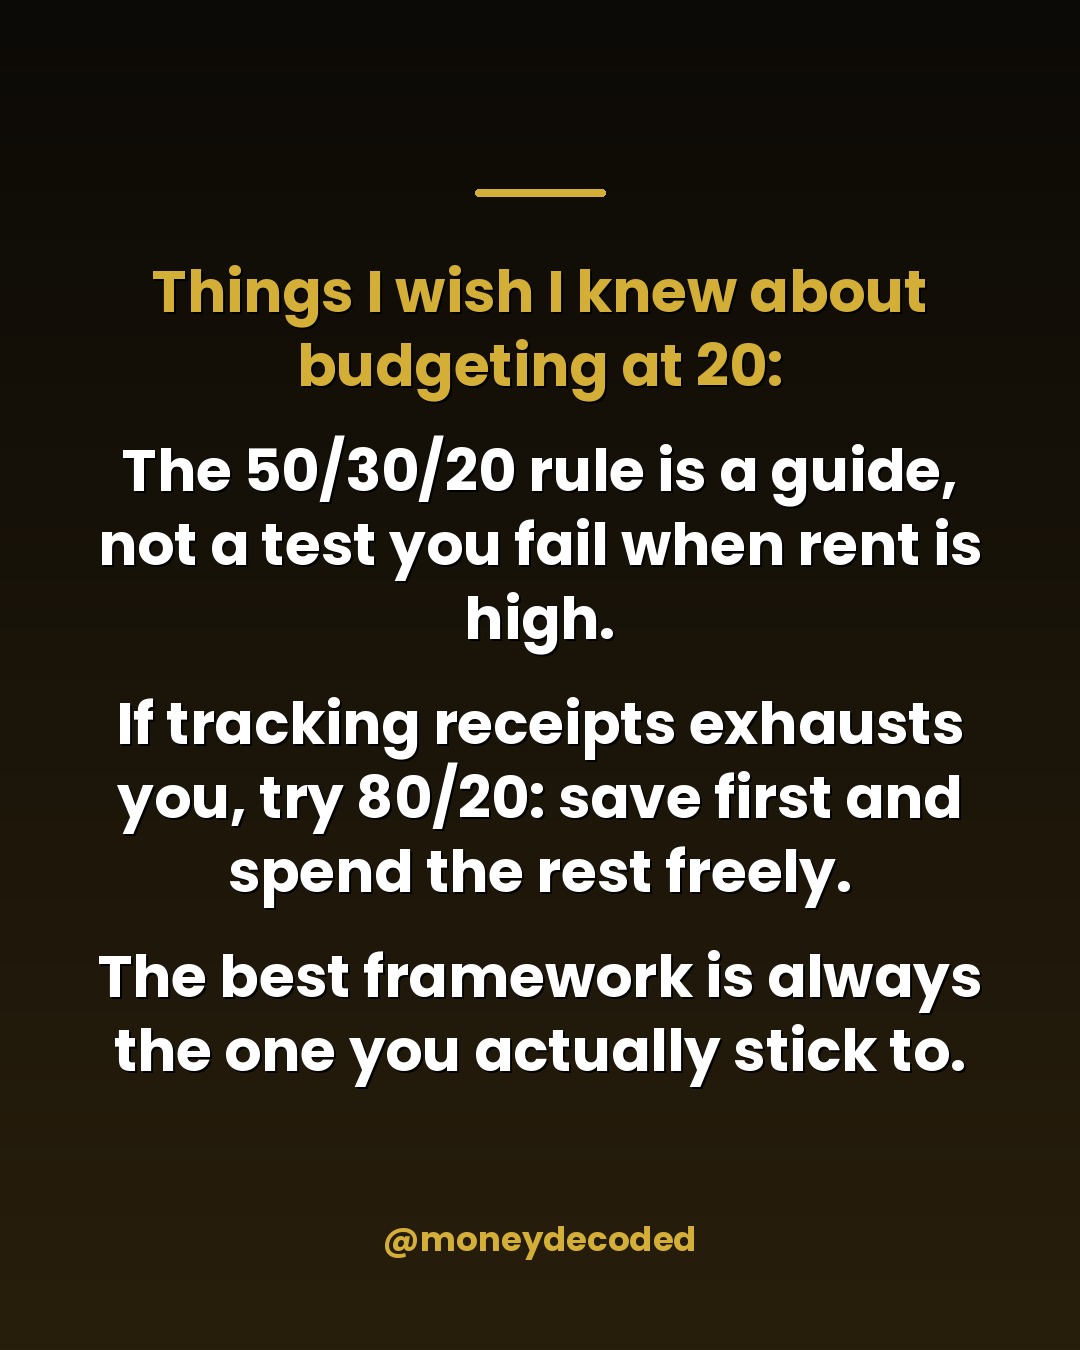 Things I wish I knew about
budgeting at 20:
The 50/30/20 rule is a guide,
not a test you fail when rent is
high.
If tracking receipts exhausts
you, try 80/20: save first and
spend the rest freely.
The best framework is always
the one you actually stick to.
@moneydecoded